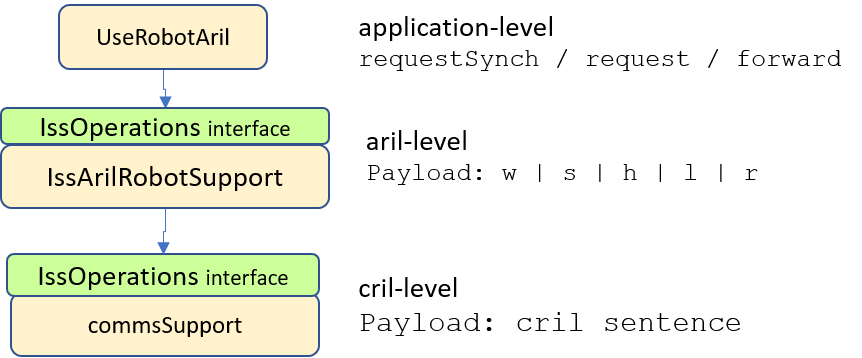 UseRobotAril
application-level
requestSynch / request / forward
IssOperations interface
IssArilRobotSupport
aril-level
Payload: w | s | h | l | r
IssOperations interface
commsSupport
cril-level
Payload: cril sentence